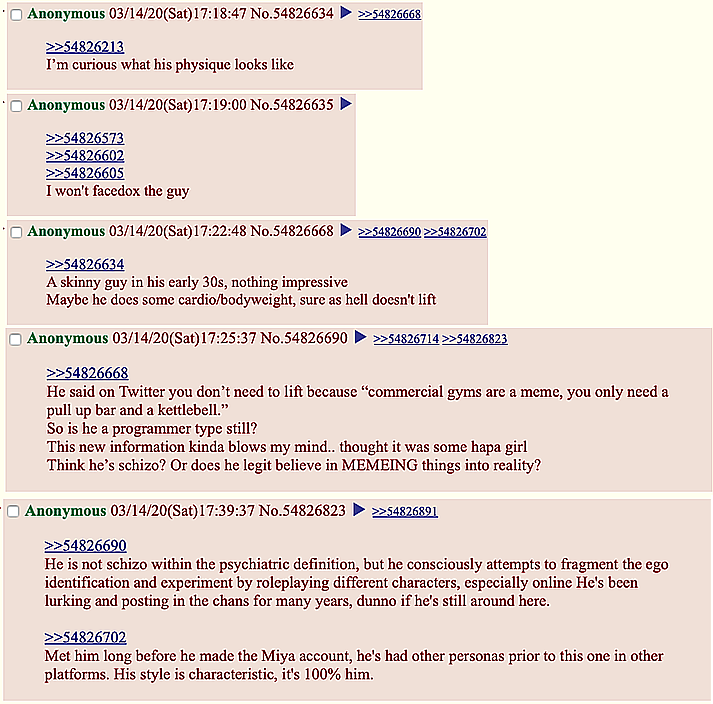 Anonymous 03/14/20(Sat)17:18:47 No.54826634 ▶ >>54826668
>>54826213
I'm curious what his physique looks like
Anonymous 03/14/20(Sat)17:19:00 No.54826635 ▶
>>54826573
>>54826602
>>54826605
I won't facedox the guy
Anonymous 03/14/20(Sat)17:22:48 No.54826668 ▶ >>54826690 >>54826702
>>54826634
A skinny guy in his early 30s, nothing impressive
Maybe he does some cardio/bodyweight, sure as hell doesn't lift
Anonymous 03/14/20(Sat)17:25:37 No.54826690 ▶ >>54826714 >>54826823
>>54826668
He said on Twitter you don't need to lift because “commercial gyms are a meme, you only need a
pull up bar and a kettlebell.”
So is he a programmer type still?
This new information kinda blows my mind.. thought it was some hapa girl
Think he's schizo? Or does he legit believe in MEMEING things into reality?
Anonymous 03/14/20(Sat)17:39:37 No.54826823 ▶ >>54826891
>>54826690
He is not schizo within the psychiatric definition, but he consciously attempts to fragment the ego
identification and experiment by roleplaying different characters, especially online He's been
lurking and posting in the chans for many years, dunno if he's still around here.
>>54826702
Met him long before he made the Miya account, he's had other personas prior to this one in other
platforms. His style is characteristic, it's 100% him.